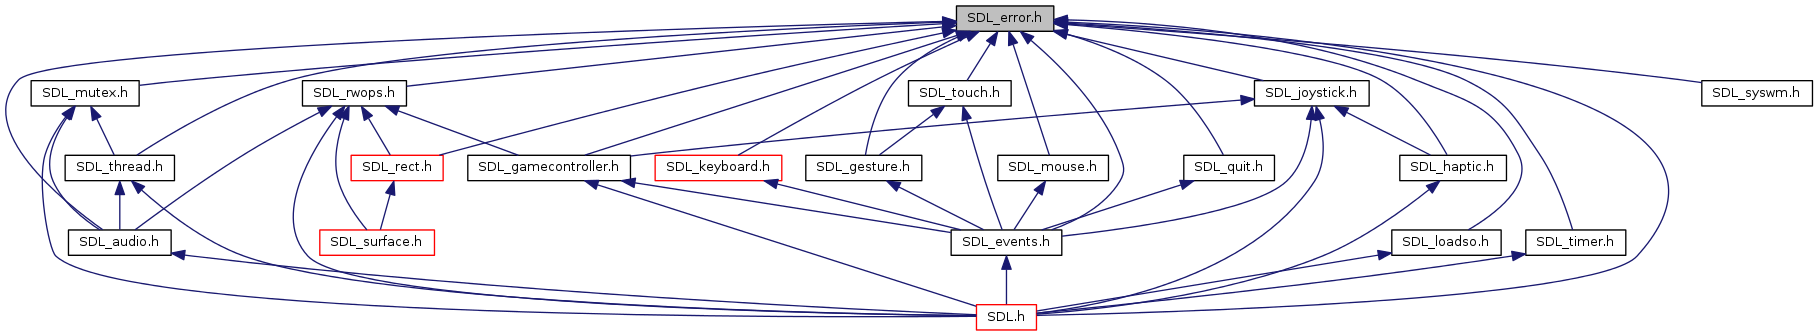 SDL_error.h
SDL_mutex.h
SDL_rwops.h
SDL_touch.h
SDL_joystick.h
SDL_syswm.h
SDL_thread.h
SDL_rect.h
SDL_gamecontroller.h
SDL_keyboard.h
SDL_gesture.h
SDL_mouse.h
SDL_quit.h
SDL_haptic.h
SDL_audio.h
SDL_surface.h
SDL_events.h
SDL_loadso.h
SDL_timer.h
SDL.h